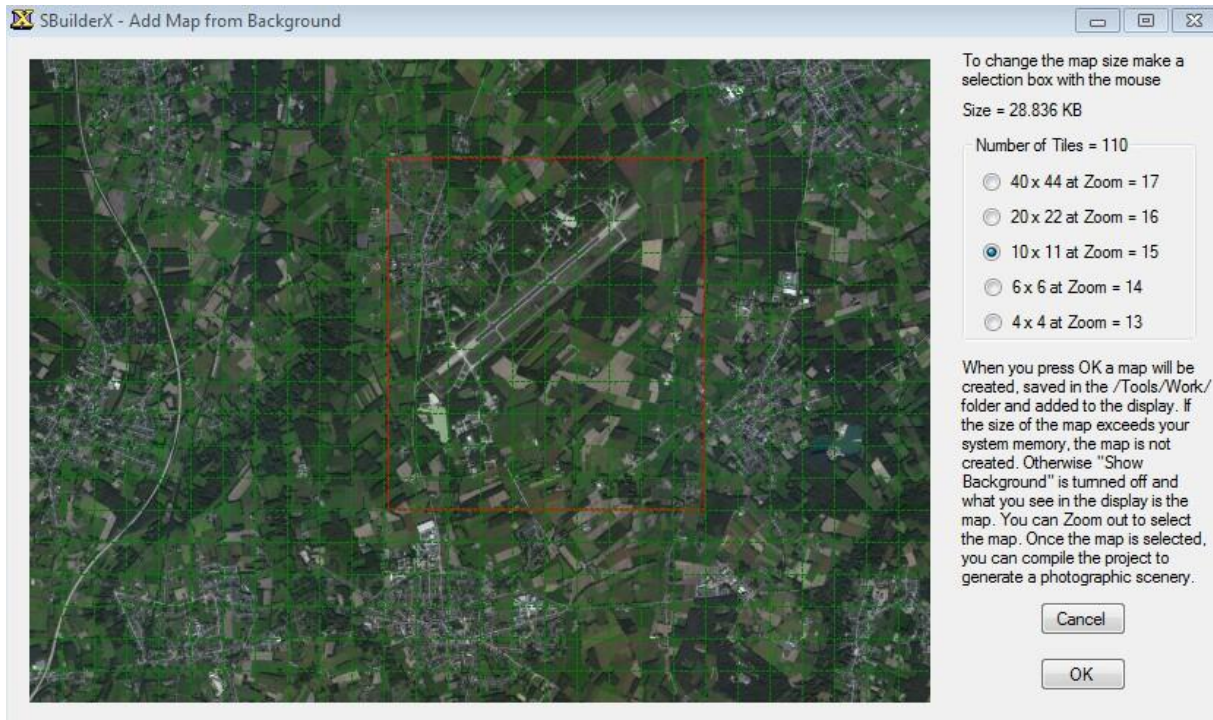 SBuilderX - Add Map from Background
To change the map size make a
selection box with the mouse
Size = 28.836 KB
Number of Tiles = 110
40 x 44 at Zoom = 17
20 x 22 at Zoom = 16
10 x 11 at Zoom = 15
6 x 6 at Zoom = 14
4 x 4 at Zoom = 13
When you press OK a map will be
created, saved in the /Tools/Work/
folder and added to the display. If
the size of the map exceeds your
system memory, the map is not
created. Otherwise "Show
Background" is turnned off and
what you see in the display is the
map. You can Zoom out to select
the map. Once the map is selected,
you can compile the project to
generate a photographic scenery.
Cancel
OK